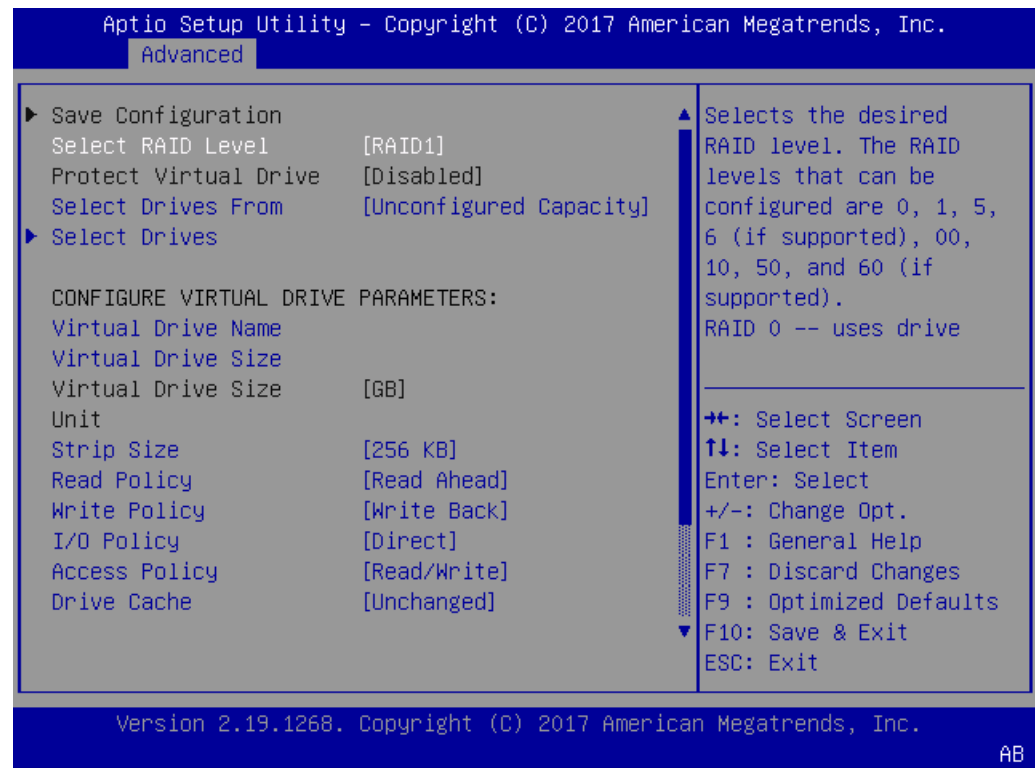 Aptio Setup Utility – Copyright (C) 2017 American Megatrends, Inc.
Advanced
Save Configuration
Select RAID Level [RAID1]
Protect Virtual Drive [Disabled]
Select Drives From [Unconfigured Capacity]
Select Drives
CONFIGURE VIRTUAL DRIVE PARAMETERS:
Virtual Drive Name
Virtual Drive Size
Virtual Drive Size [GB]
Unit
Strip Size [256 KB]
Read Policy [Read Ahead]
Write Policy [Write Back]
I/O Policy [Direct]
Access Policy [Read/Write]
Drive Cache [Unchanged]
Selects the desired
RAID level. The RAID
levels that can be
configured are 0, 1, 5,
6 (if supported), 00,
10, 50, and 60 (if
supported).
RAID 0 -- uses drive
→←: Select Screen
↑↓: Select Item
Enter: Select
+/-: Change Opt.
F1 : General Help
F7 : Discard Changes
F9 : Optimized Defaults
F10: Save & Exit
ESC: Exit
Version 2.19.1268. Copyright (C) 2017 American Megatrends, Inc.
AB